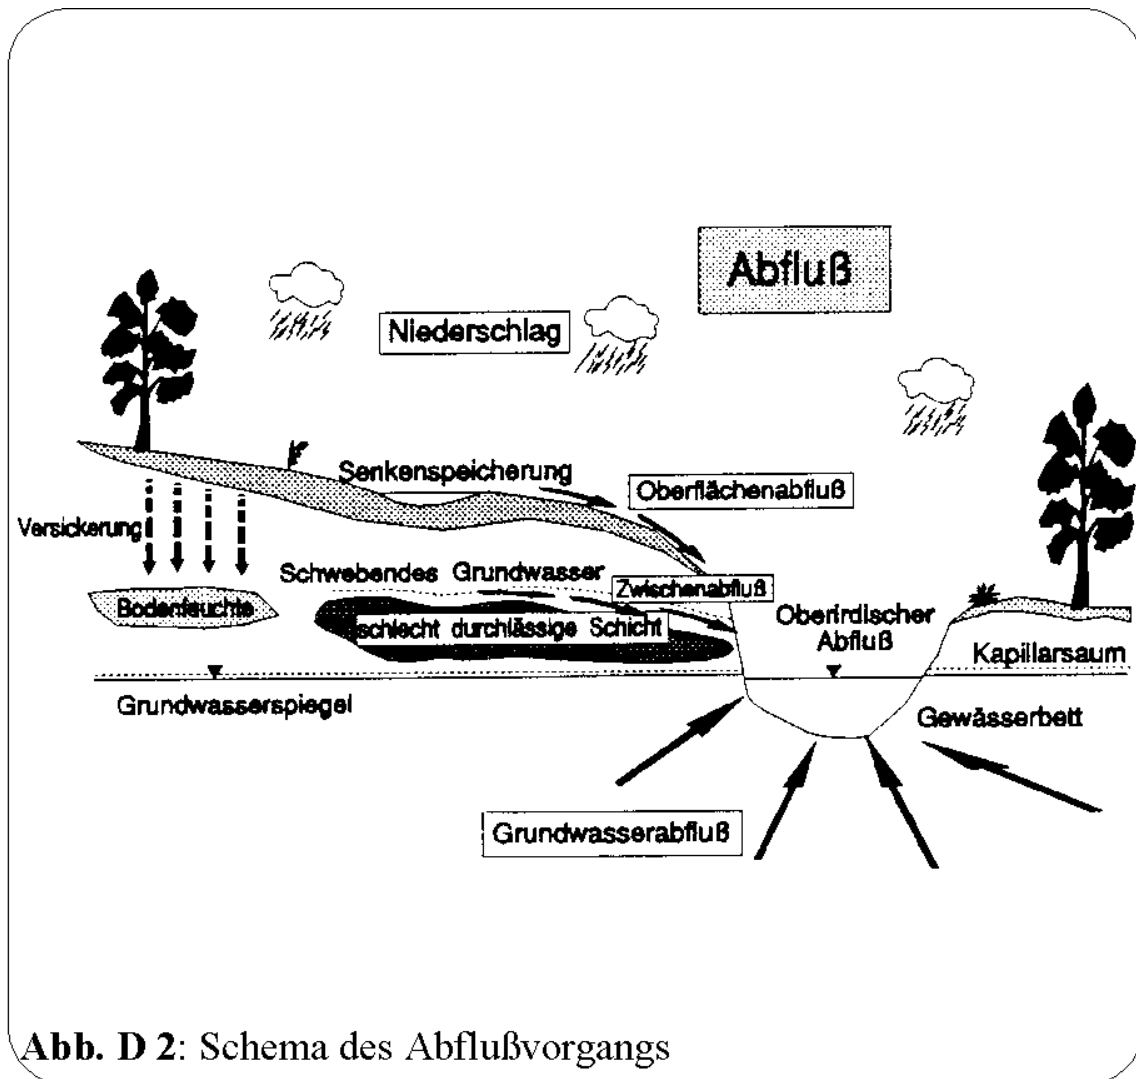 Abfluß
Niederschlag
Senkenspeicherung
Oberflächenabfluß
Versickerung
Schwebendes Grundwasser
Zwischenabfluß
Bodenfeuchte
schlecht durchlässige Schicht
Oberirdischer
Abfluß
Kapillarsaum
Grundwasserspiegel
Gewässerbett
Grundwasserabfluß
Abb. D 2: Schema des Abflußvorgangs